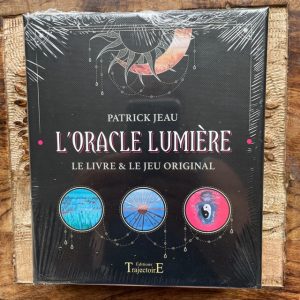 PATRICK JEAU
L'ORACLE LUMIÈRE
LE LIVRE & LE JEU ORIGINAL
Éditions
TrajectoirE